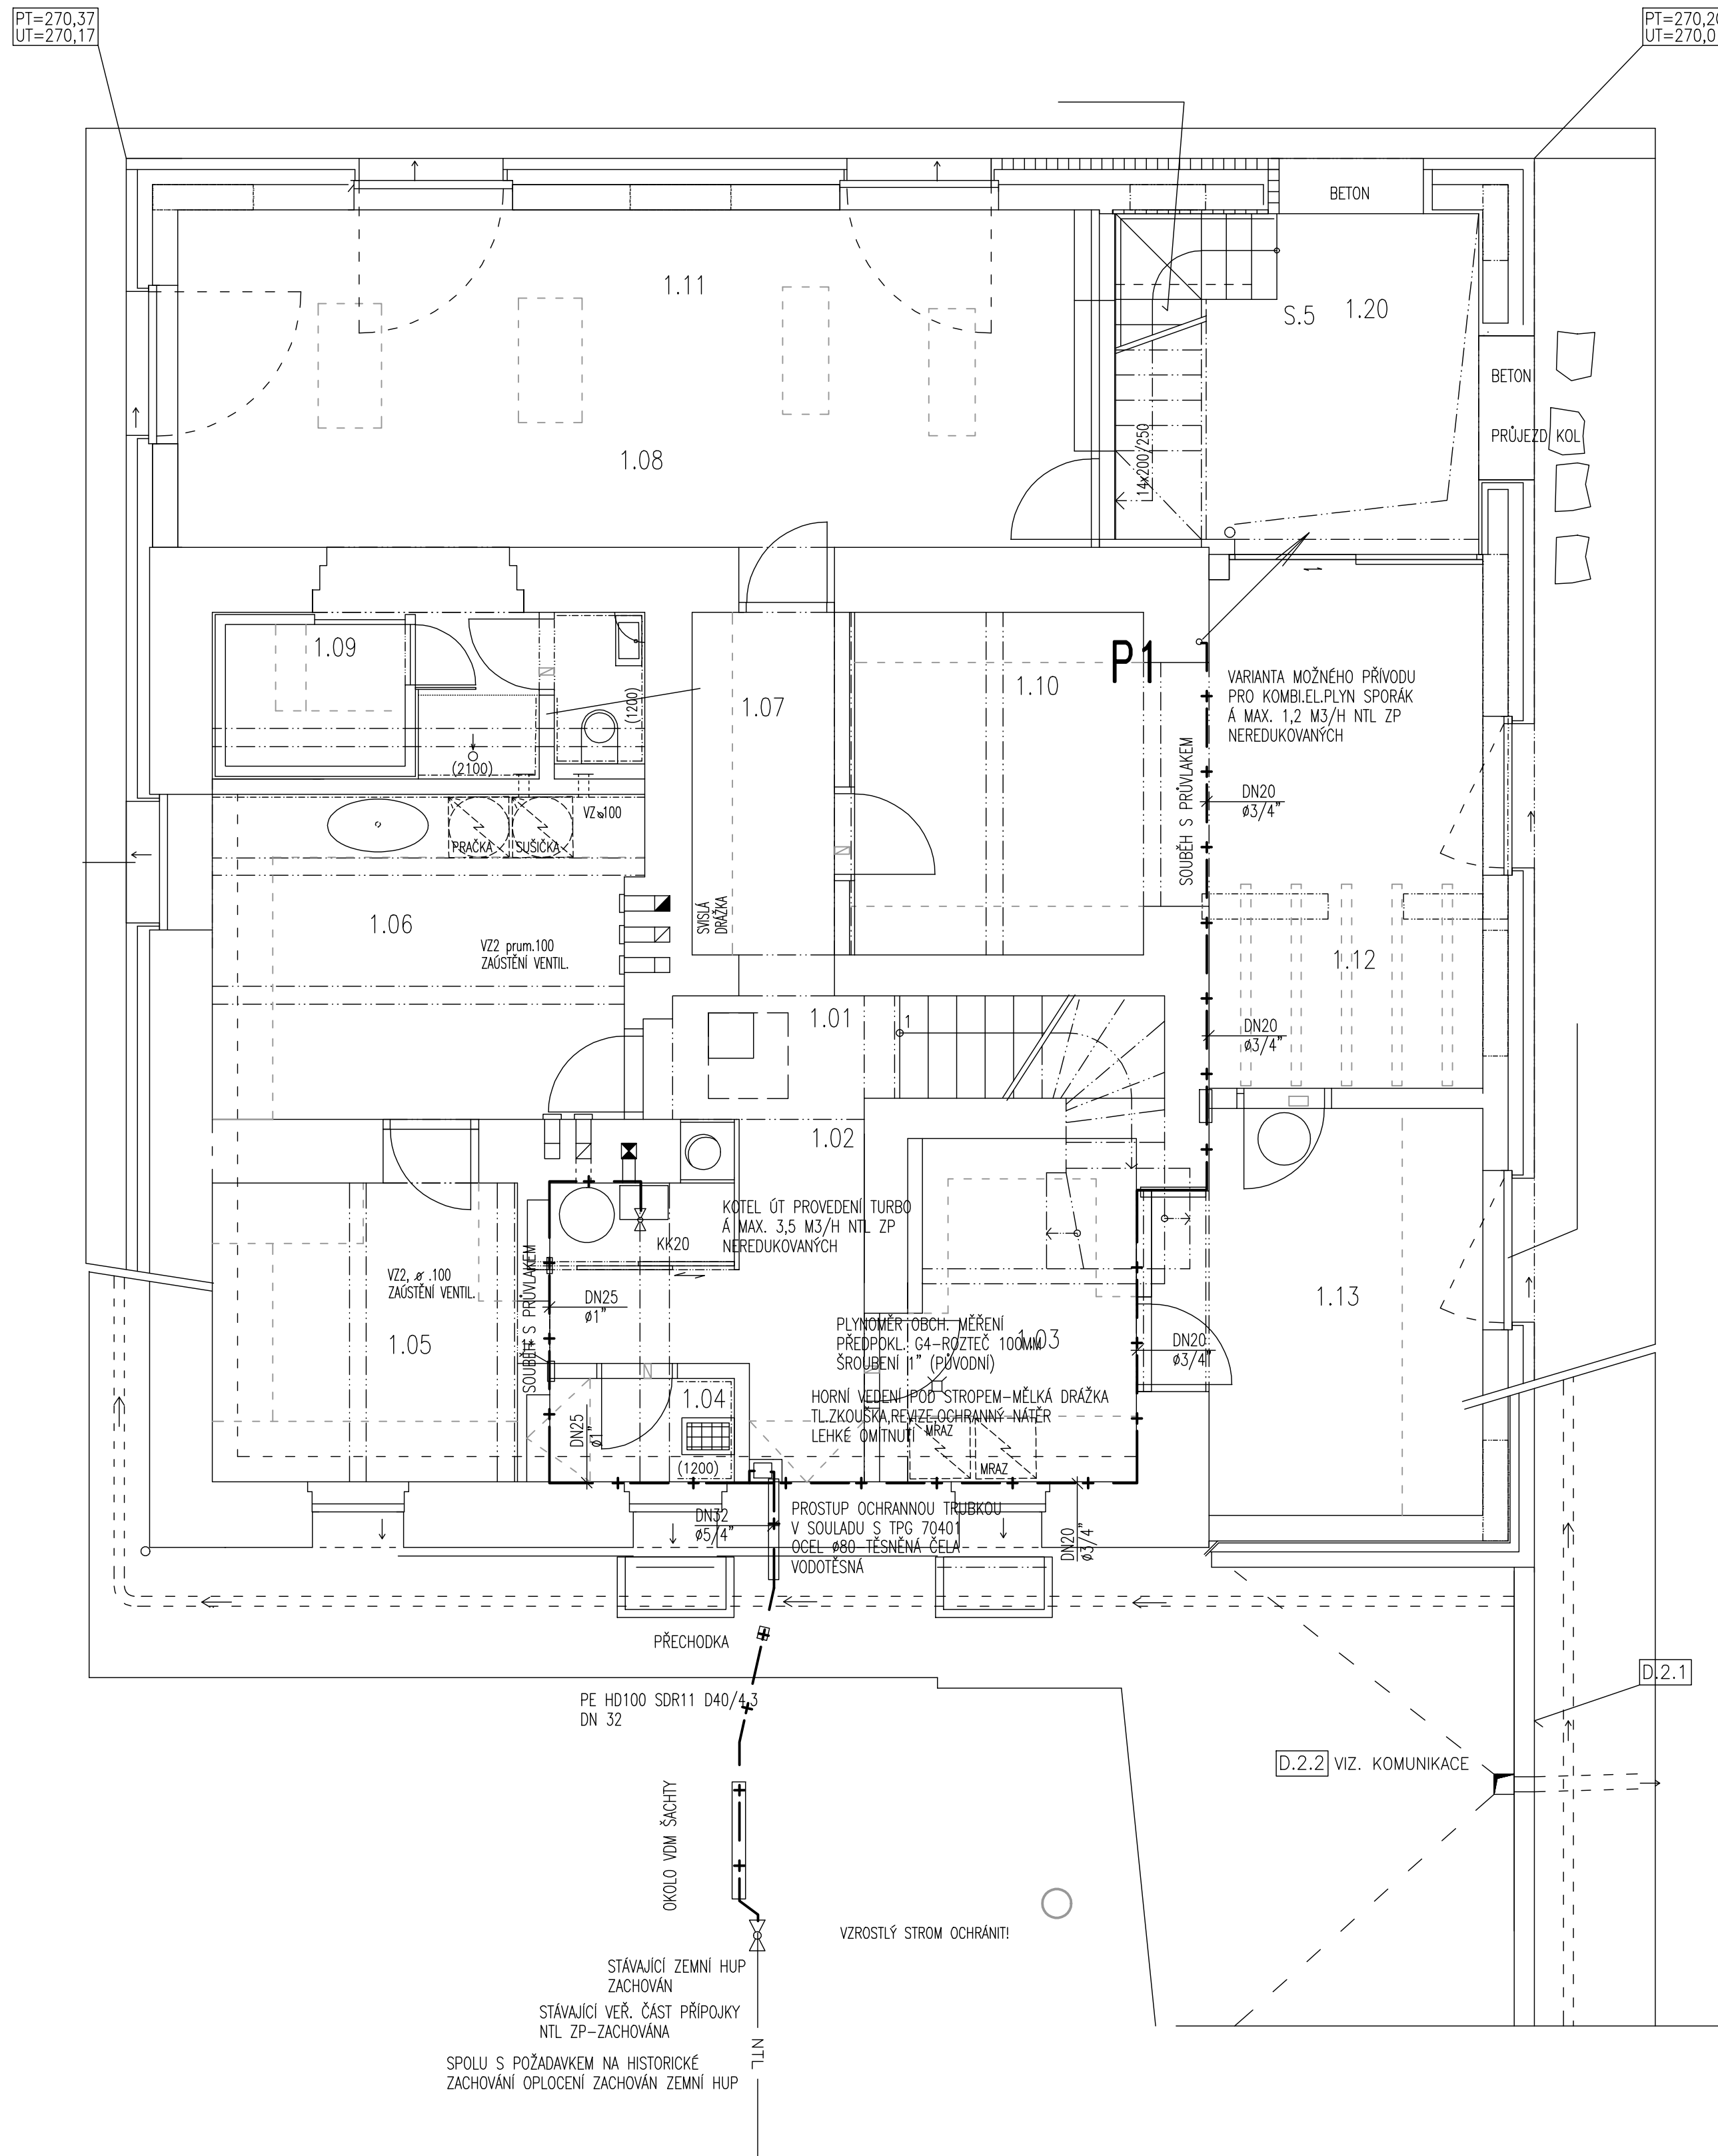 PT=270,37
UT=270,17
PT=270,20
UT=270,0
BETON
1.11
S.5
1.20
BETON
PRŮJEZD KOL
1.08
14x200/250
1.09
P1
1.07
1.10
(1200)
VARIANTA MOŽNÉHO PŘÍVODU
PRO KOMBI.EL.PLYN SPORÁK
Á MAX. 1,2 M3/H NTL ZP
NEREDUKOVANÝCH
(2100)
SOUBĚH S PRŮVLAKEM
DN20
ø3/4"
VZø100
PRAČKA
SUŠIČKA
1.06
SVISLÁ
DRÁŽKA
VZ2 prum.100
ZAÚSTĚNÍ VENTIL.
1.12
1.01
1
DN20
ø3/4"
1.02
KOTEL ÚT PROVEDENÍ TURBO
Á MAX. 3,5 M3/H NTL ZP
NEREDUKOVANÝCH
KK20
VZ2, ø .100
ZAÚSTĚNÍ VENTIL.
SOUBĚH S PRŮVLAKEM
DN25
ø1"
1.13
PLYNOMĚR OBCH. MĚŘENÍ
PŘEDPOKL. G4-ROZTEČ 100MM
ŠROUBENÍ 1" (PŮVODNÍ)
1.03
DN20
ø3/4"
1.05
1.04
HORNÍ VEDENÍ POD STROPEM-MĚLKÁ DRÁŽKA
TL.ZKOUŠKA,REVIZE,OCHRANNÝ NÁTĚR
LEHKÉ OMÍTNUTÍ
MRAZ
MRAZ
DN25
ø1"
(1200)
DN32
ø5/4"
PROSTUP OCHRANNOU TRUBKOU
V SOULADU S TPG 70401
OCEL ø80-TĚSNĚNÁ ČELA
VODOTĚSNÁ
DN20
ø3/4"
PŘECHODKA
PE HD100 SDR11 D40/4,3
DN 32
D.2.1
D.2.2 VIZ. KOMUNIKACE
OKOLO VDM ŠACHTY
VZROSTLÝ STROM OCHRÁNIT!
STÁVAJÍCÍ ZEMNÍ HUP
ZACHOVÁN
STÁVAJÍCÍ VEŘ. ČÁST PŘÍPOJKY
NTL ZP-ZACHOVÁNA
NTL
SPOLU S POŽADAVKEM NA HISTORICKÉ
ZACHOVÁNÍ OPLOCENÍ ZACHOVÁN ZEMNÍ HUP